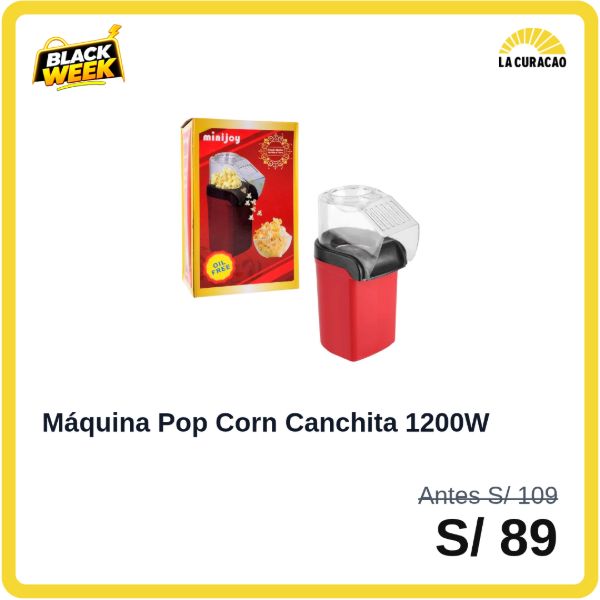 BLACK
WEEK
LA CURACAO
minijoy
OIL
FREE
Máquina Pop Corn Canchita 1200W
Antes S/ 109
S/ 89